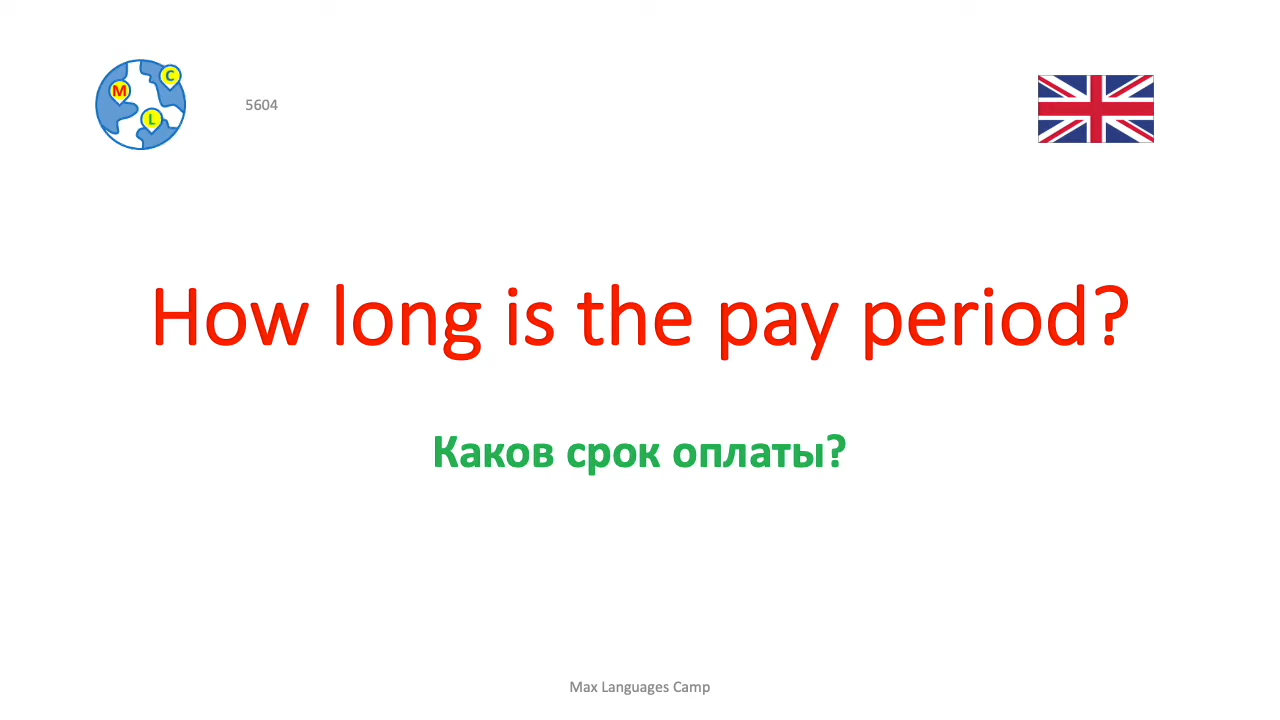 M
C
L
5604
How long is the pay period?
Каков срок оплаты?
Max Languages Camp